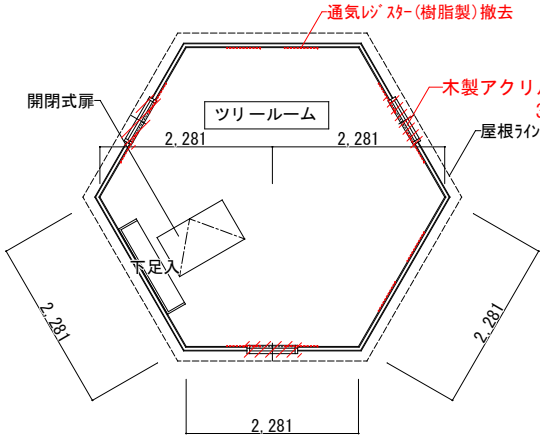 通気レジスター(樹脂製)撤去
木製アクリ
開閉式扉
ツリールーム
屋根ライン
2,281
2,281
下足入
2,281
2,281
2,281